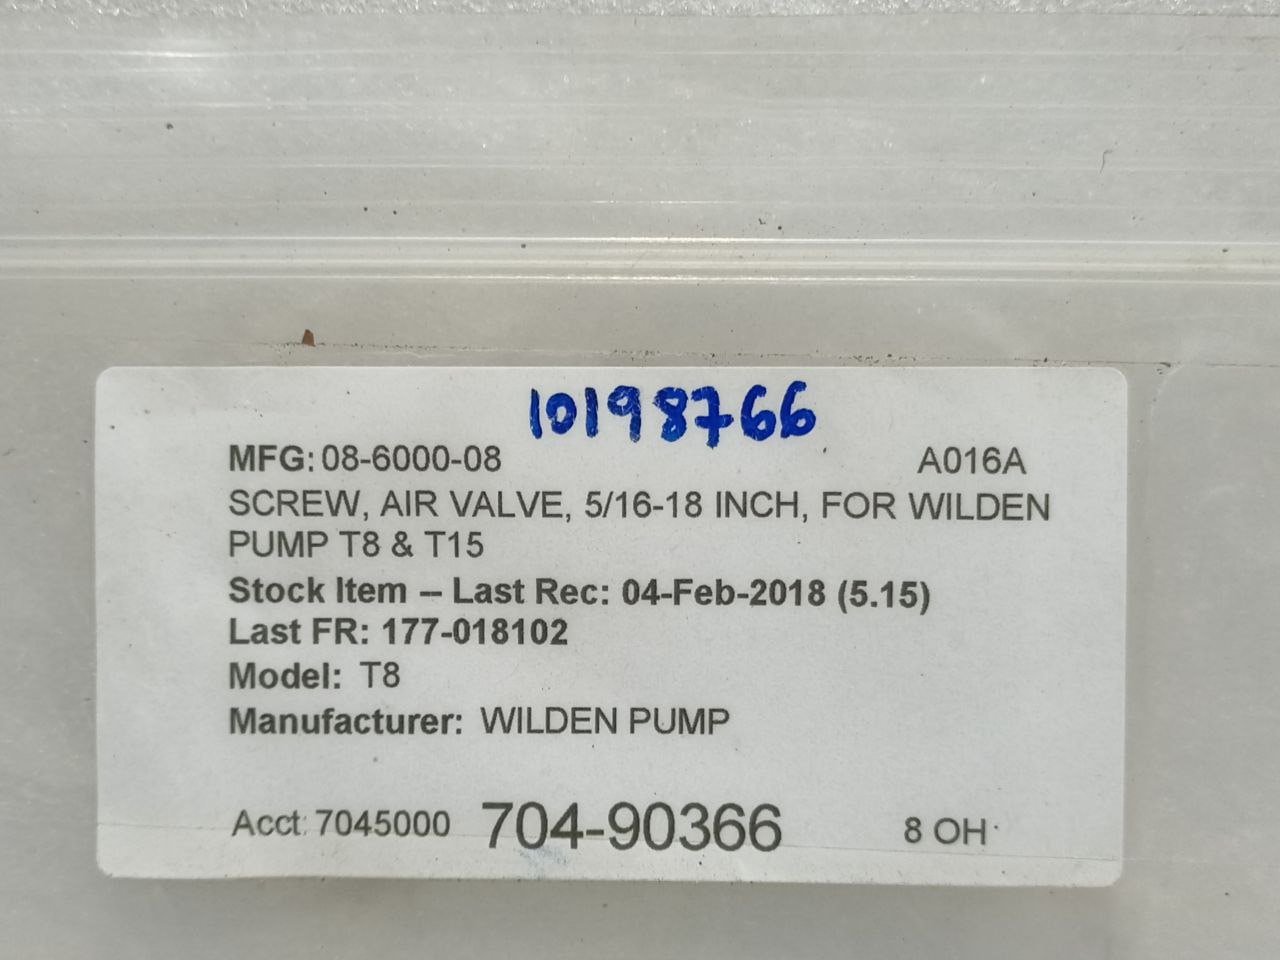 10198766
MFG: 08-6000-08 A016A
SCREW, AIR VALVE, 5/16-18 INCH, FOR WILDEN
PUMP T8 & T15
Stock Item – Last Rec: 04-Feb-2018 (5.15)
Last FR: 177-018102
Model: T8
Manufacturer: WILDEN PUMP
Acct: 7045000 704-90366 8 OH